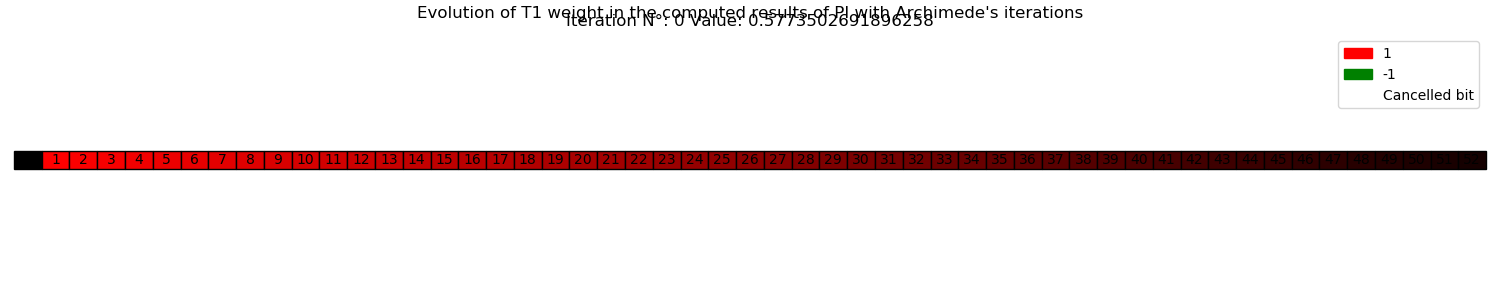 Evolution of T1 weight in the computed results of PI with Archimede's iterations
Iteration N°: 0 Value: 0.5773502691896258
1
-1
Cancelled bit
1 2 3 4 5 6 7 8 9 10 11 12 13 14 15 16 17 18 19 20 21 22 23 24 25 26 27 28 29 30 31 32 33 34 35 36 37 38 39 40 41 42 43 44 45 46 47 48 49 50 51 52